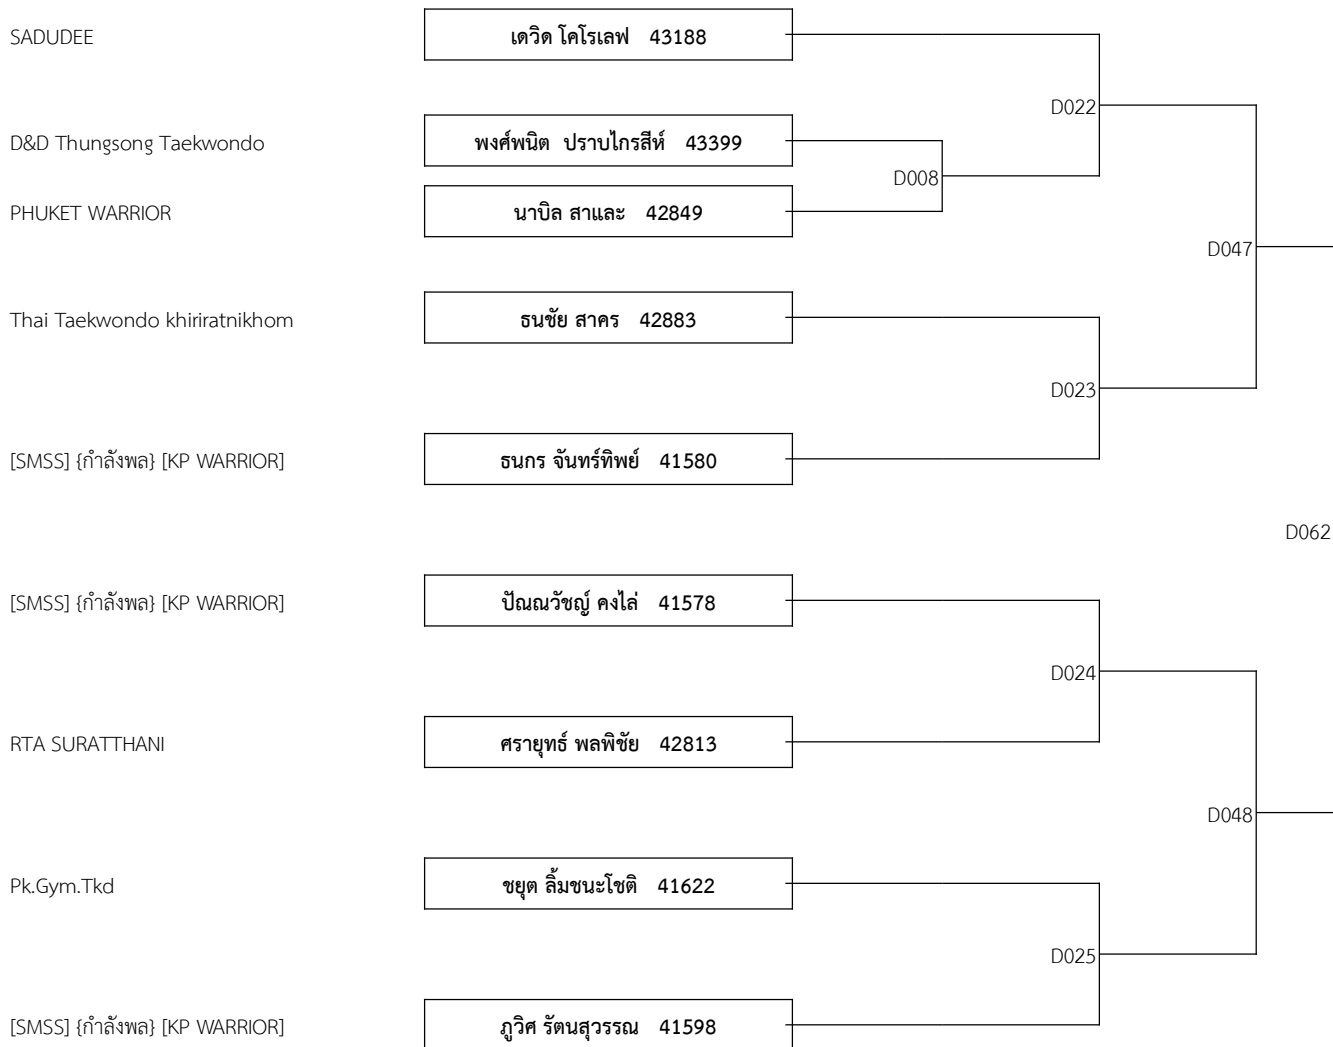 SADUDEE เดวิด โคโรเลฟ 43188
D022
D&D Thungsong Taekwondo พงศ์พนิต ปราบไกรสีห์ 43399
D008
PHUKET WARRIOR นาบิล สาและ 42849
D047
Thai Taekwondo khiriratnikhom ธนชัย สาคร 42883
D023
[SMSS] {กำลังพล} [KP WARRIOR] ธนกร จันทร์ทิพย์ 41580
D062
[SMSS] {กำลังพล} [KP WARRIOR] ปัณณวัชญ์ คงไล่ 41578
D024
RTA SURATTHANI ศรายุทธ์ พลพิชัย 42813
D048
Pk.Gym.Tkd ชยุต ลิ้มชนะโชติ 41622
D025
[SMSS] {กำลังพล} [KP WARRIOR] ภูวิศ รัตนสุวรรณ 41598